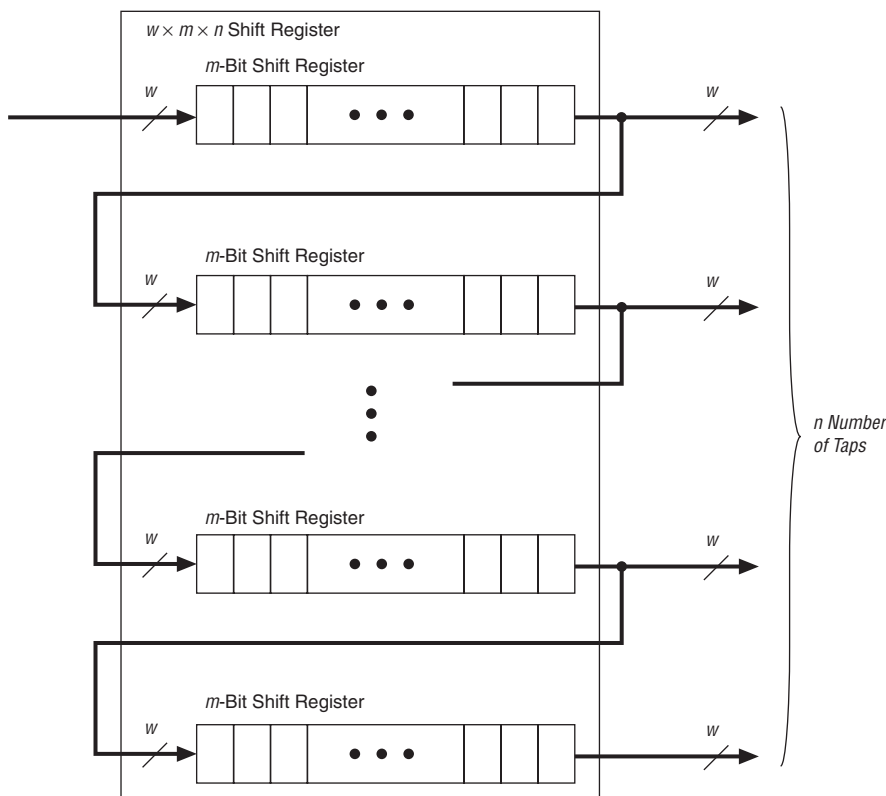 w × m × n Shift Register
m-Bit Shift Register
w
w
m-Bit Shift Register
w
w
n Number
of Taps
m-Bit Shift Register
w
w
m-Bit Shift Register
w
w